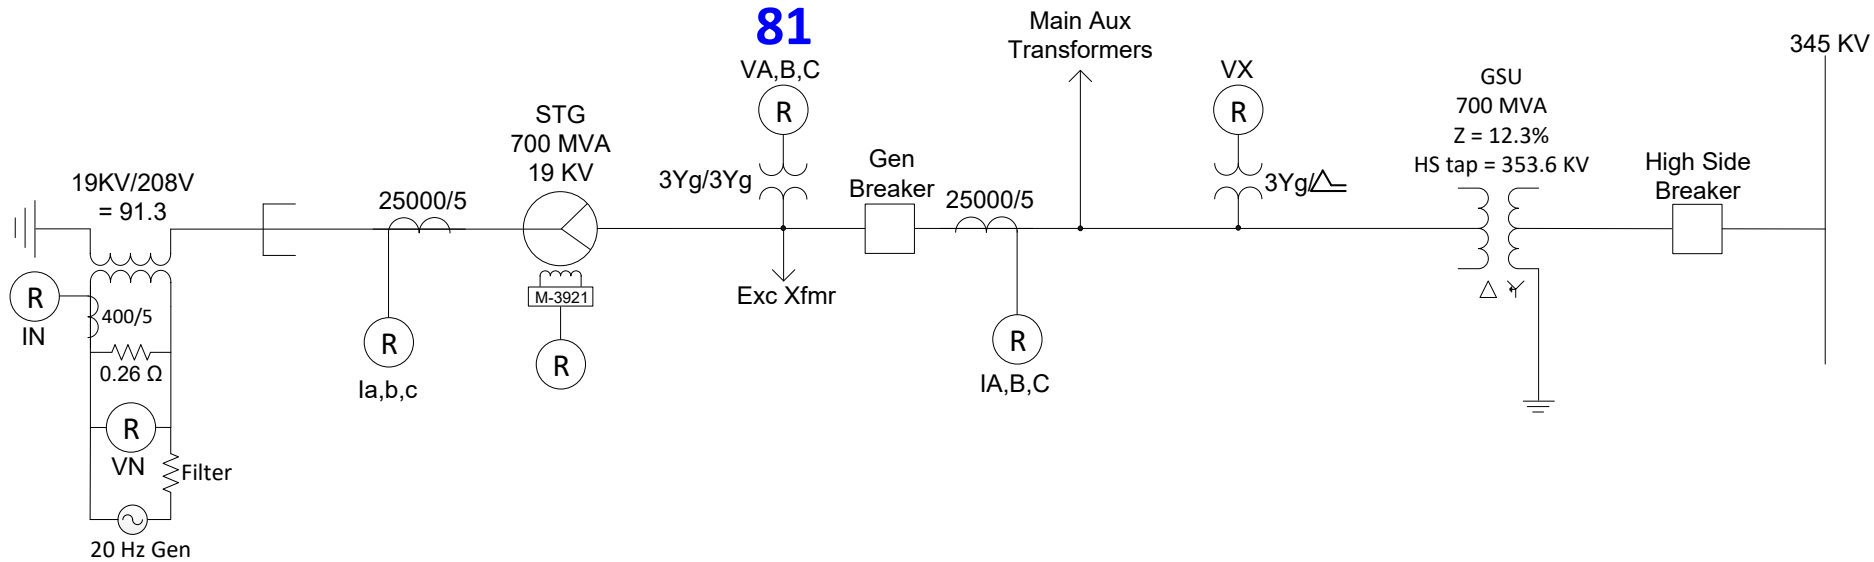 81
VA,B,C
R
Main Aux
Transformers
345 KV
VX
R
GSU
700 MVA
Z = 12.3%
HS tap = 353.6 KV
STG
700 MVA
19 KV
Gen
Breaker
High Side
Breaker
19KV/208V
= 91.3
25000/5
3Yg/3Yg
25000/5
3Yg/
R
IN
400/5
0.26 Ω
R
VN
Filter
20 Hz Gen
R
Ia,b,c
M-3921
R
Exc Xfmr
R
IA,B,C